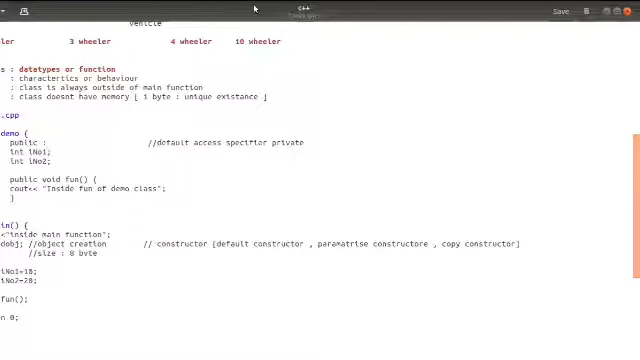 C++
Save
vehicle
ler 3 wheeler 4 wheeler 10 wheeler
s : datatypes or function
: charactertics or behaviour
: class is always outside of main function
: class doesnt have memory [ i byte : unique existance ]
.cpp
demo {
public : //default access specifier private
int iNo1;
int iNo2;
public void fun() {
cout<< "Inside fun of demo class";
}
in() {
<"inside main function";
dobj; //object creation // constructor [default constructor , paramatrise constructore , copy constructor]
//size : 8 byte
iNo1=10;
iNo2=20;
fun();
n 0;